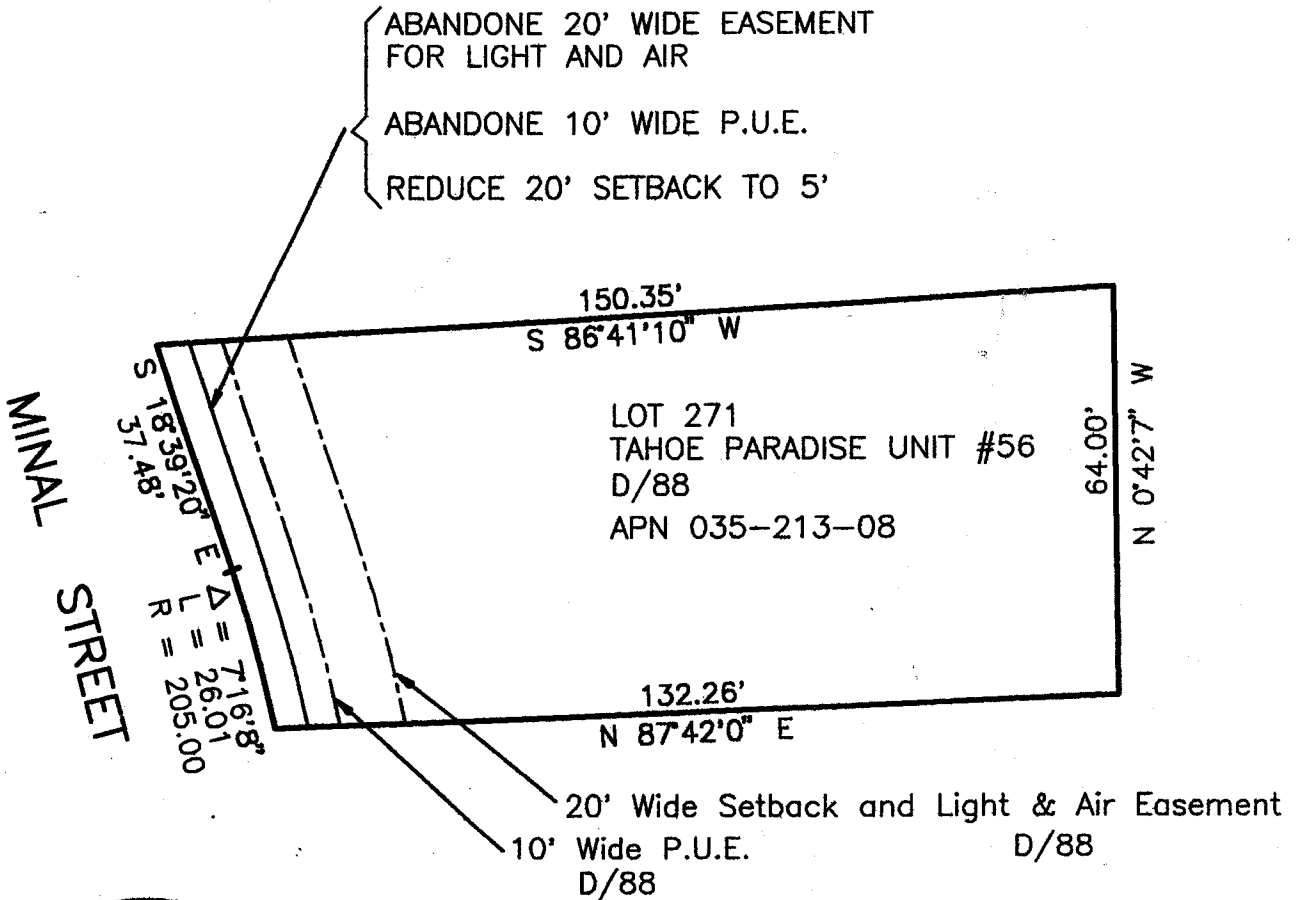 ABANDONE 20' WIDE EASEMENT
FOR LIGHT AND AIR
ABANDONE 10' WIDE P.U.E.
REDUCE 20' SETBACK TO 5'
150.35'
S 86°41'10" W
S 18°39'20" E
37.48'
MINAL STREET
LOT 271
TAHOE PARADISE UNIT #56
D/88
APN 035-213-08
64.00'
N 0°42'7" W
Δ = 7°16'8"
L = 26.01
R = 205.00
132.26'
N 87°42'0" E
20' Wide Setback and Light & Air Easement
D/88
10' Wide P.U.E.
D/88